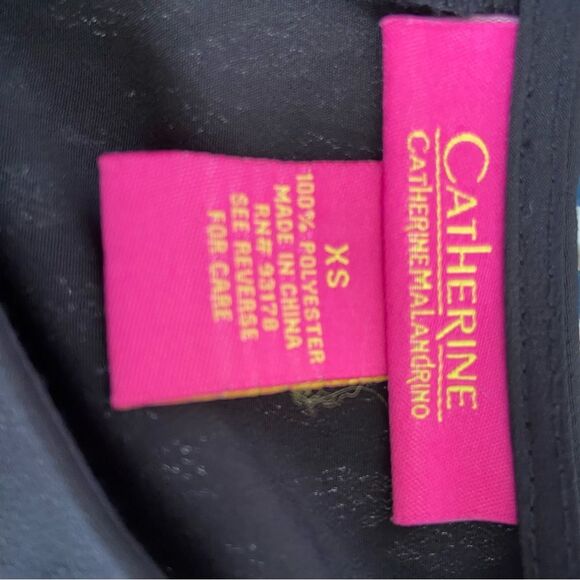 CATHERINE
CATHERINE MALANDRINO
XS
100% POLYESTER
MADE IN CHINA
RN# 93178
SEE REVERSE
FOR CARE